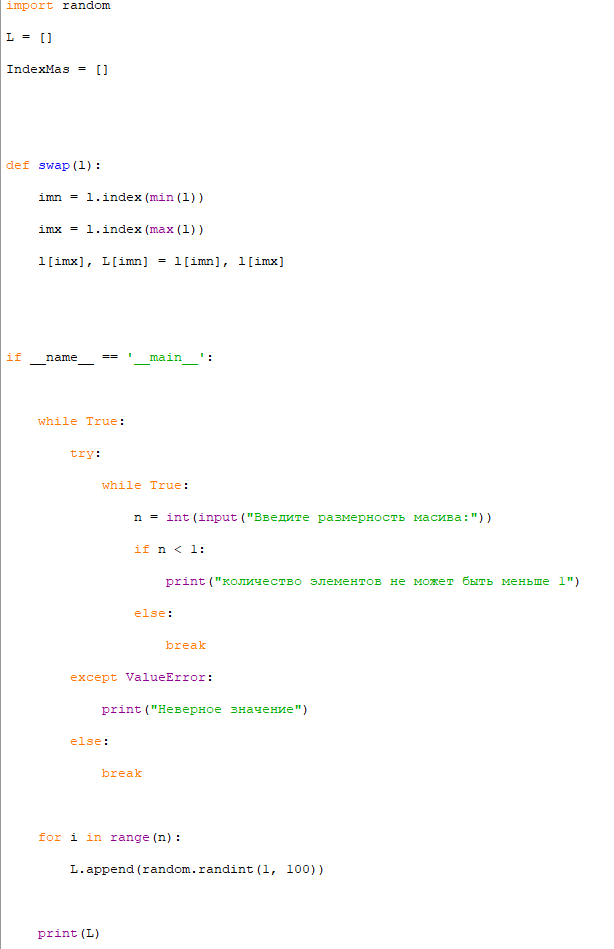 import random
L = []
IndexMas = []
def swap(l):
    imn = l.index(min(l))
    imx = l.index(max(l))
    l[imx], L[imn] = l[imn], l[imx]
if __name__ == '__main__':
    while True:
        try:
            while True:
                n = int(input("Введите размерность масива:"))
                if n < 1:
                    print("количество элементов не может быть меньше 1")
                else:
                    break
        except ValueError:
            print("Неверное значение")
        else:
            break
    for i in range(n):
        L.append(random.randint(1, 100))
    print(L)